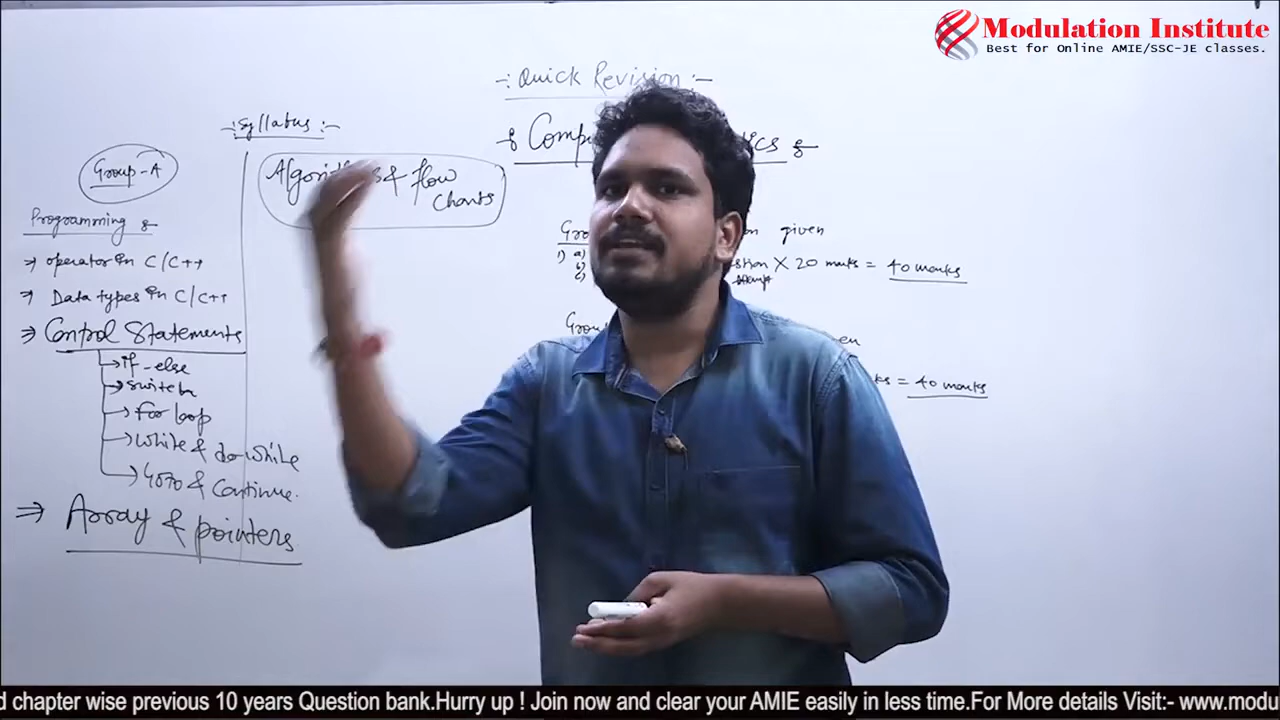 Modulation Institute
Best for Online AMIE/SSC-JE classes.
-: Quick Revision :-
-: Syllabus :-
Group-A
Algorith & flow
charts
Programming :-
→ operator in C/C++
→ Data types in C/C++
⇒ Control Statements
→ if-else
→ switch
→ for loop
→ while & do while
→ goto & continue.
⇒ Array & pointers
given
1) a)
b)
c)
X 20 marks = 40 marks
= 40 marks
d chapter wise previous 10 years Question bank.Hurry up ! Join now and clear your AMIE easily in less time.For More details Visit:- www.modu